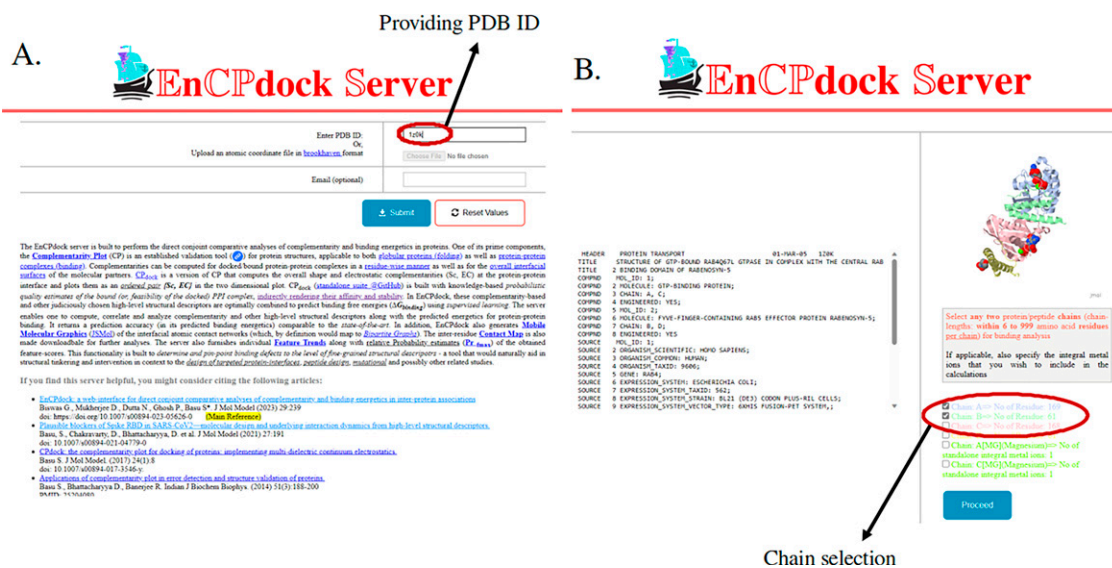 Providing PDB ID
A.
EnCPdock Server
Enter PDB ID:
Or,
Upload an atomic coordinate file in brookhaven format
1z0k
Choose File No file chosen
Email (optional)
Submit
Reset Values
The EnCPdock server is built to perform the direct conjoint comparative analyses of complementarity and binding energetics in proteins. One of its prime components,
the Complementarity Plot (CP) is an established validation tool ( ) for protein structures, applicable to both globular proteins (folding) as well as protein-protein
complexes (binding). Complementarities can be computed for docked/bound protein-protein complexes in a residue-wise manner as well as for the overall interfacial
surfaces of the molecular partners. CPdock is a version of CP that computes the overall shape and electrostatic complementarities (Sc, EC) at the protein-protein
interface and plots them as an ordered pair {Sc, EC} in the two dimensional plot. CPdock (standalone suite @GitHub) is built with knowledge-based probabilistic
quality estimates of the bound (or, feasibility of the docked) PPI complex, indirectly rendering their affinity and stability. In EnCPdock, these complementarity-based
and other judiciously chosen high-level structural descriptors are optimally combined to predict binding free energies (ΔGbinding) using supervised learning. The server
enables one to compute, correlate and analyze complementarity and other high-level structural descriptors along with the predicted energetics for protein-protein
binding. It returns a prediction accuracy (in its predicted binding energetics) comparable to the state-of-the-art. In addition, EnCPdock also generates Mobile
Molecular Graphics (JSMol) of the interfacial atomic contact networks (which, by definition would map to Bipartite Graphs). The inter-residue Contact Map is also
made downloadable for further analyses. The server also furnishes individual Feature Trends along with relative Probability estimates (Pr_fmax) of the obtained
feature-scores. This functionality is built to determine and pin point binding defects to the level of fine-grained structural descriptors - a tool that would naturally aid in
structural tinkering and intervention in context to the design of targeted protein-interfaces, peptide design, mutational and possibly other related studies.
If you find this server helpful, you might consider citing the following articles:
EnCPdock: a web-interface for direct conjoint comparative analyses of complementarity and binding energetics in inter-protein associations
Biswas G., Mukherjee D., Dutta N., Ghosh P., Basu S*. J Mol Model (2023) 29:239
doi: https://doi.org/10.1007/s00894-023-05626-0 (Main Reference)
Plausible blockers of Spike RBD in SARS-CoV2—molecular design and underlying interaction dynamics from high-level structural descriptors.
Basu, S., Chakravarty, D., Bhattacharyya, D. et al. J Mol Model (2021) 27:191
doi: 10.1007/s00894-021-04779-0
CPdock: the complementarity plot for docking of proteins: implementing multi-dielectric continuum electrostatics.
Basu S. J Mol Model. (2017) 24(1):8
doi: 10.1007/s00894-017-3546-y.
Applications of complementarity plot in error detection and structure validation of proteins.
Basu S., Bhattacharyya D., Banerjee R. Indian J Biochem Biophys. (2014) 51(3):188-200
B.
EnCPdock Server
HEADER PROTEIN TRANSPORT 01-MAR-05 1Z0K
TITLE STRUCTURE OF GTP-BOUND RAB4Q67L GTPASE IN COMPLEX WITH THE CENTRAL RAB
TITLE 2 BINDING DOMAIN OF RABENOSYN-5
COMPND MOL_ID: 1;
COMPND 2 MOLECULE: GTP-BINDING PROTEIN;
COMPND 3 CHAIN: A, C;
COMPND 4 ENGINEERED: YES;
COMPND 5 MOL_ID: 2;
COMPND 6 MOLECULE: FYVE-FINGER-CONTAINING RAB5 EFFECTOR PROTEIN RABENOSYN-5;
COMPND 7 CHAIN: B, D;
COMPND 8 ENGINEERED: YES
SOURCE MOL_ID: 1;
SOURCE 2 ORGANISM_SCIENTIFIC: HOMO SAPIENS;
SOURCE 3 ORGANISM_COMMON: HUMAN;
SOURCE 4 ORGANISM_TAXID: 9606;
SOURCE 5 GENE: RAB4;
SOURCE 6 EXPRESSION_SYSTEM: ESCHERICHIA COLI;
SOURCE 7 EXPRESSION_SYSTEM_TAXID: 562;
SOURCE 8 EXPRESSION_SYSTEM_STRAIN: BL21 (DE3) CODON PLUS-RIL CELLS;
SOURCE 9 EXPRESSION_SYSTEM_VECTOR_TYPE: 6XHIS FUSION-PET SYSTEM,;
JSmol
Select any two protein/peptide chains (chain-
lengths: within 6 to 999 amino acid residues
per chain) for binding analysis
If applicable, also specify the integral metal
ions that you wish to include in the
calculations
Chain: A=> No of Residue: 169
Chain: B=> No of Residue: 61
Chain: C=> No of Residue:
Chain: A[MG](Magnesium)=> No of
standalone integral metal ions: 1
Chain: C[MG](Magnesium)=> No of
standalone integral metal ions: 1
Proceed
Chain selection